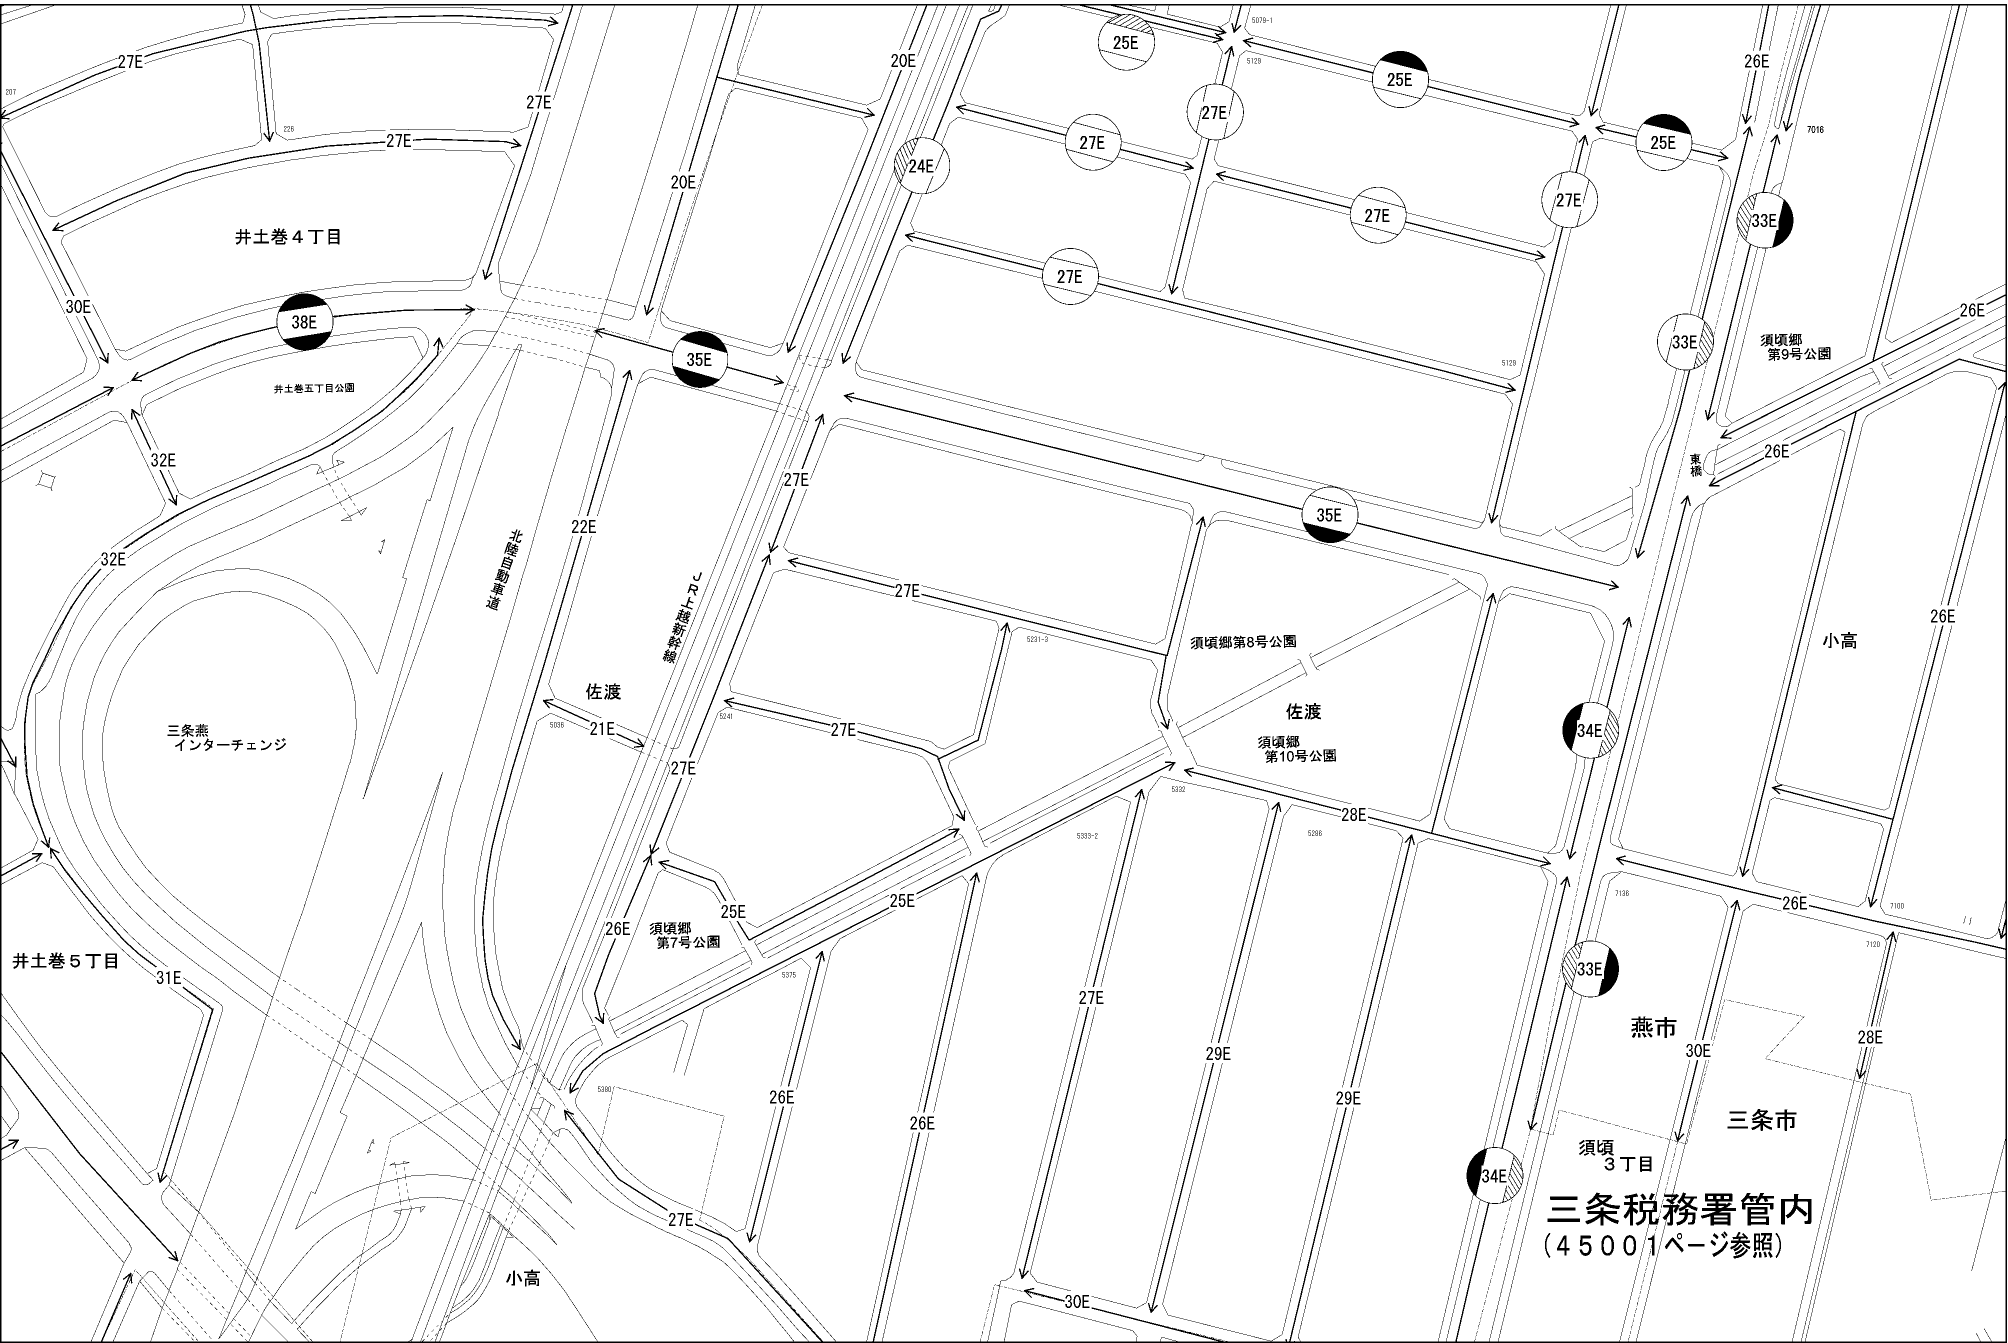 5079-1
25E
27E
20E
26E
5129
25E
207
27E
27E
226
25E
7016
27E
27E
24E
20E
27E
27E
33E
井土巻４丁目
27E
30E
38E
26E
33E
須頃郷
第9号公園
35E
5129
井土巻五丁目公園
26E
32E
東橋
27E
35E
22E
北陸自動車道
32E
27E
ＪＲ上越新幹線
26E
5231-3
須頃郷第8号公園
小高
佐渡
5241
佐渡
5036
21E
27E
34E
三条燕
インターチェンジ
須頃郷
第10号公園
27E
5332
28E
5333-2
5286
7136
25E
25E
26E
7100
26E
須頃郷
第7号公園
7120
井土巻５丁目
33E
31E
5375
27E
燕市
28E
30E
29E
5380
26E
29E
三条市
26E
須頃
３丁目
34E
三条税務署管内
27E
（４５００１ページ参照）
小高
30E